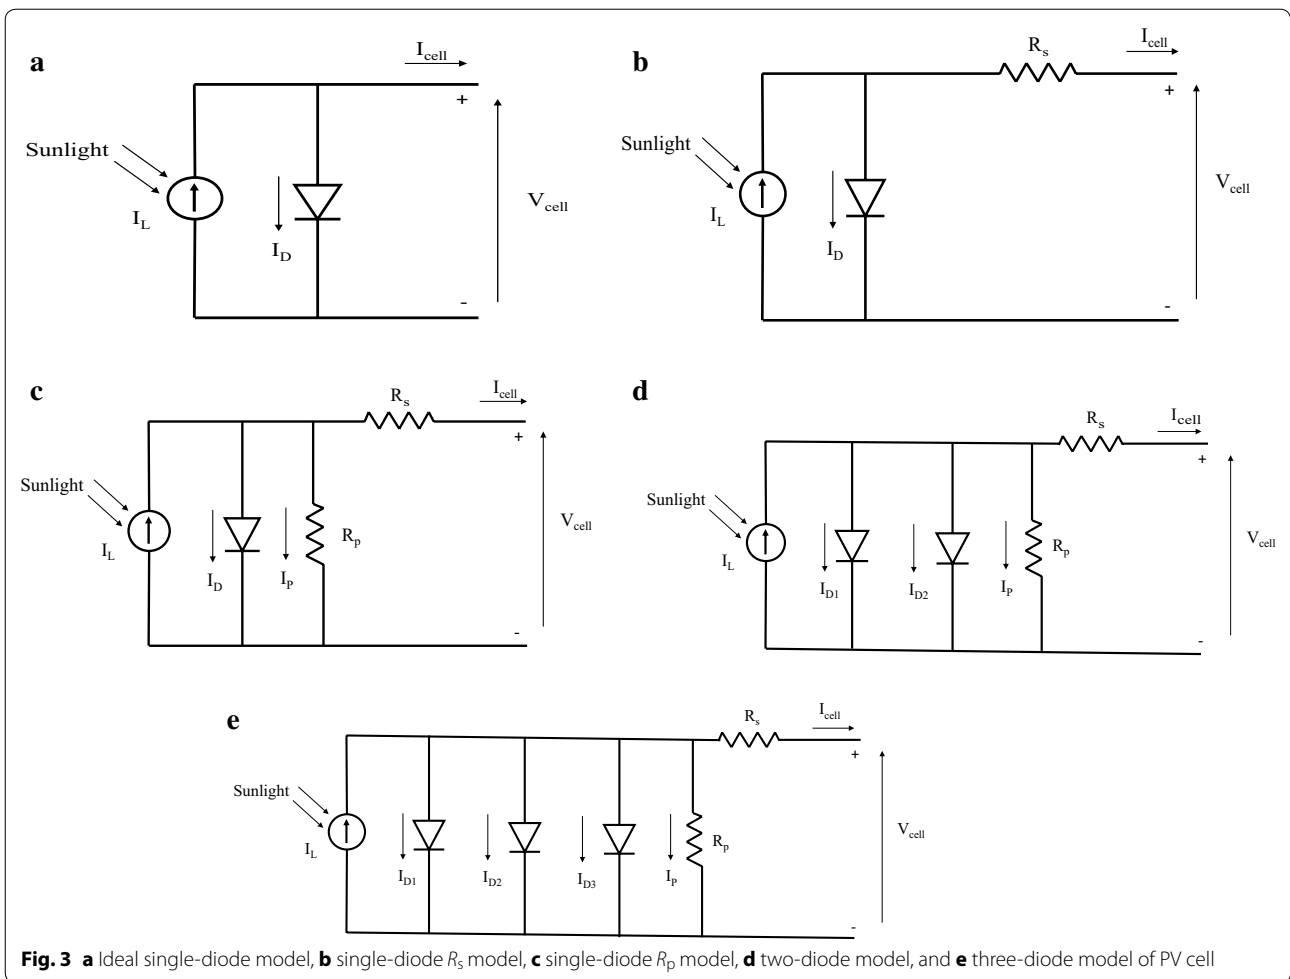 a
I_cell
+
Sunlight
I_L
I_D
V_cell
-
b
R_s
I_cell
+
Sunlight
I_L
I_D
V_cell
-
c
R_s
I_cell
+
Sunlight
I_L
I_D
I_P
R_p
V_cell
-
d
R_s
I_cell
+
Sunlight
I_L
I_D1
I_D2
I_P
R_p
V_cell
-
e
R_s
I_cell
+
Sunlight
I_L
I_D1
I_D2
I_D3
I_P
R_p
V_cell
-
Fig. 3 a Ideal single-diode model, b single-diode R_s model, c single-diode R_p model, d two-diode model, and e three-diode model of PV cell